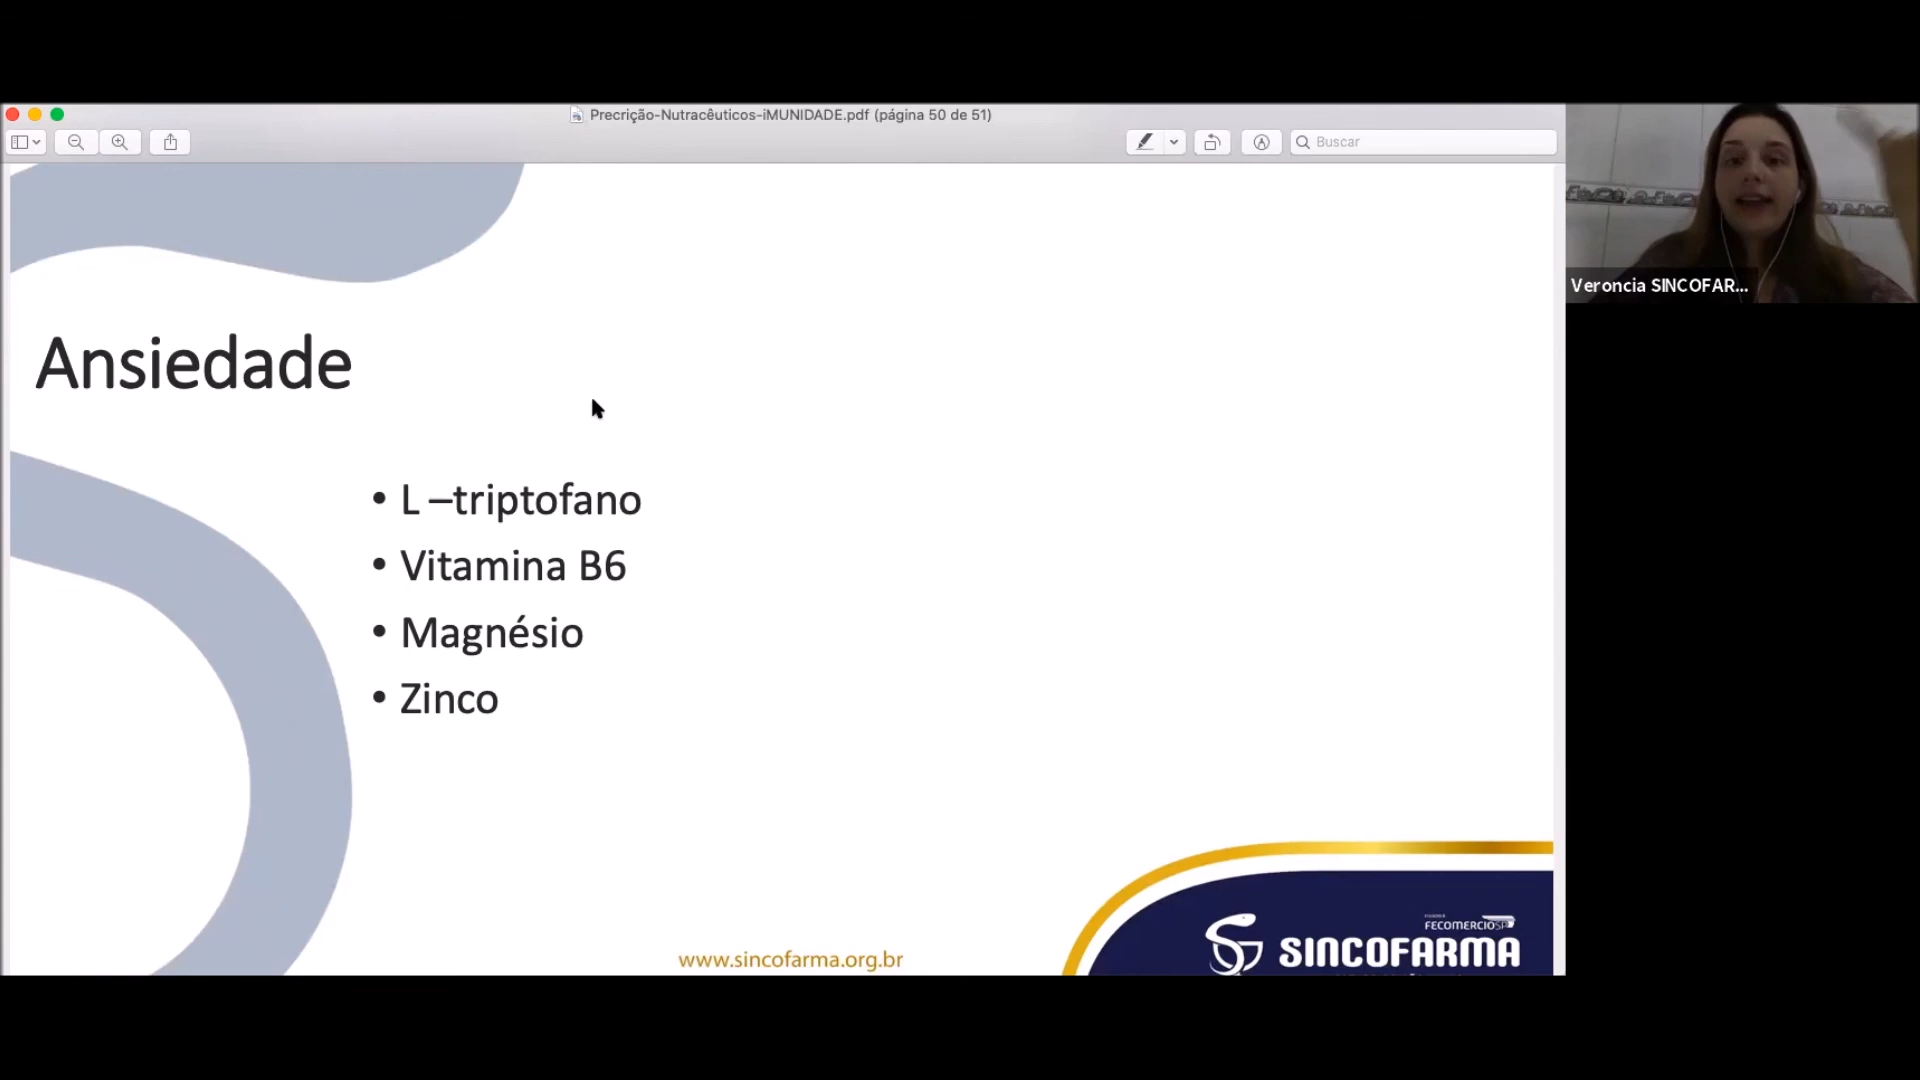 Precrição-Nutracêuticos-iMUNIDADE.pdf (página 50 de 51)
Buscar
Veroncia SINCOFAR...
Ansiedade
• L –triptofano
• Vitamina B6
• Magnésio
• Zinco
FECOMERCIOSP
SINCOFARMA
www.sincofarma.org.br